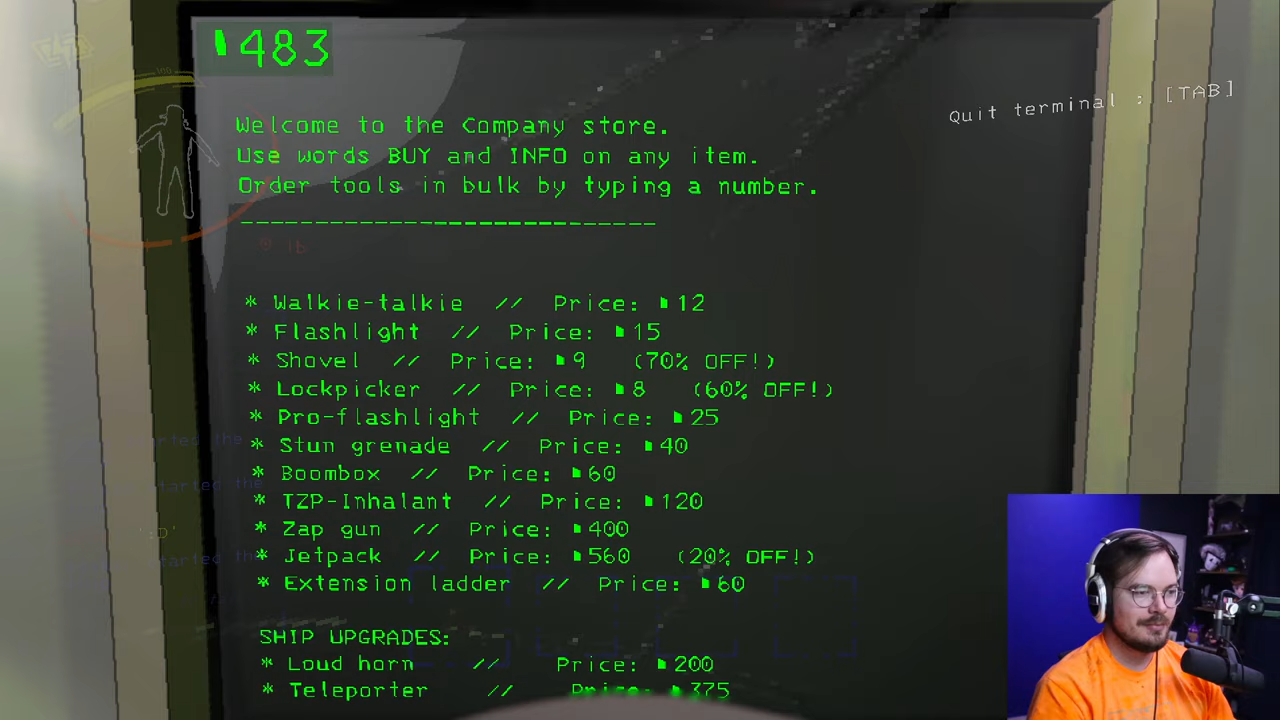 483
Quit terminal : [TAB]
Welcome to the Company store.
Use words BUY and INFO on any item.
Order tools in bulk by typing a number.
----------------------------
* Walkie-talkie // Price: 12
* Flashlight // Price: 15
* Shovel // Price: 9 (70% OFF!)
* Lockpicker // Price: 8 (60% OFF!)
* Pro-flashlight // Price: 25
* Stun grenade // Price: 40
* Boombox // Price: 60
* TZP-Inhalant // Price: 120
* Zap gun // Price: 400
* Jetpack // Price: 560 (20% OFF!)
* Extension ladder // Price: 60
SHIP UPGRADES:
* Loud horn // Price: 200
* Teleporter // Price: 375